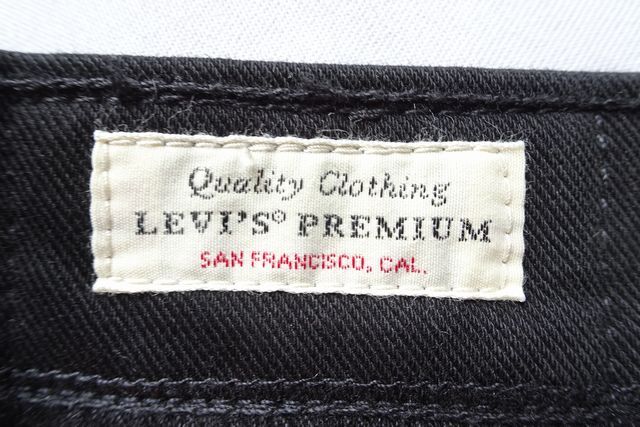 Quality Clothing
LEVI'S® PREMIUM
SAN FRANCISCO, CAL.